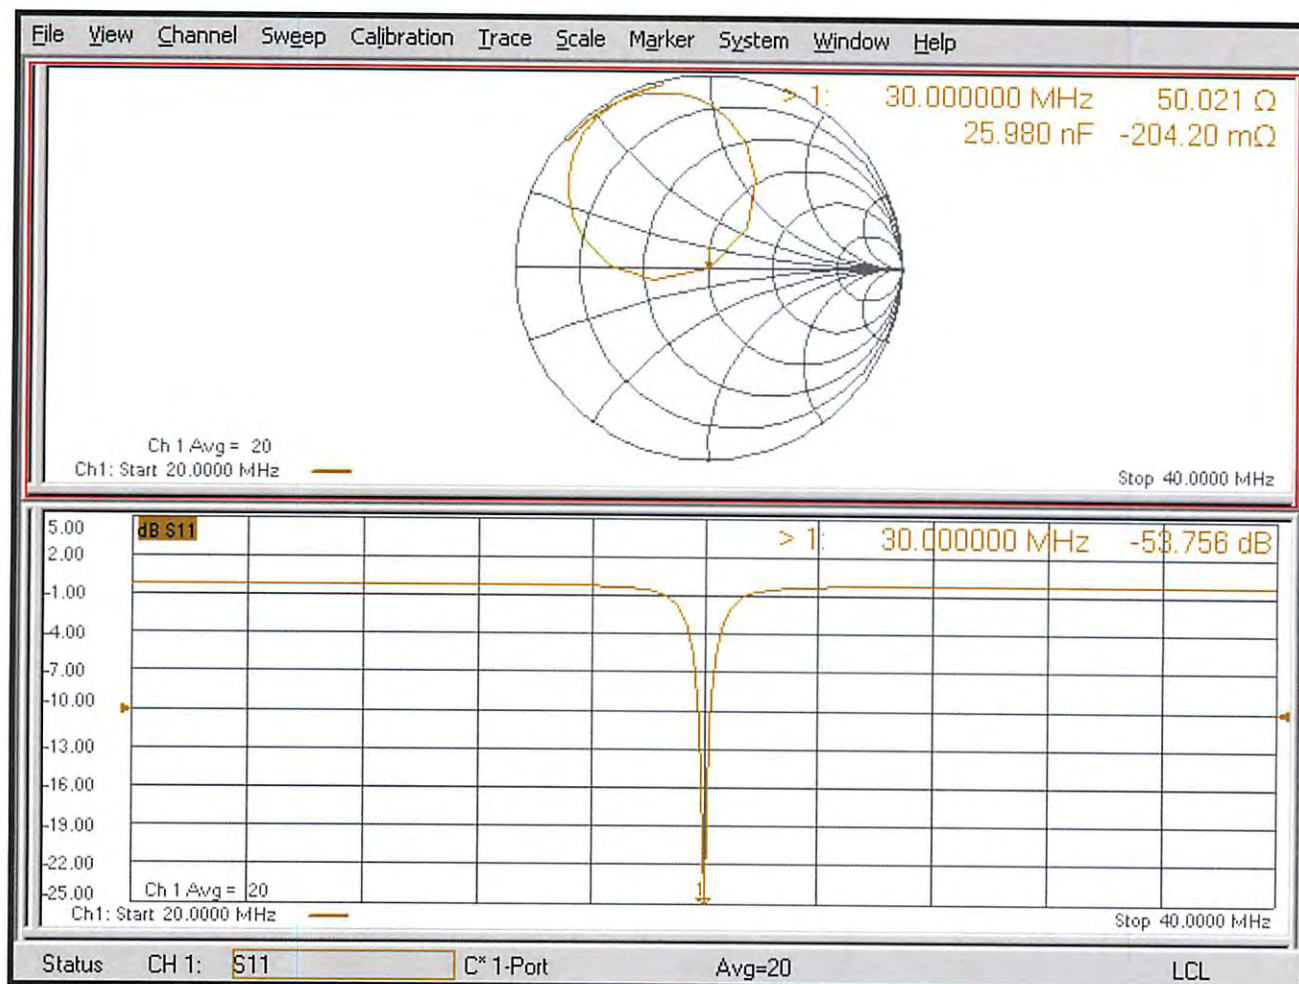 File View Channel Sweep Calibration Trace Scale Marker System Window Help
> 1: 30.000000 MHz 50.021 Ω
25.980 nF -204.20 mΩ
Ch 1 Avg = 20
Ch1: Start 20.0000 MHz
Stop 40.0000 MHz
5.00
dB S11
> 1: 30.000000 MHz -53.756 dB
2.00
-1.00
-4.00
-7.00
-10.00
-13.00
-16.00
-19.00
-22.00
-25.00
1
Ch 1 Avg = 20
Ch1: Start 20.0000 MHz
Stop 40.0000 MHz
Status CH 1: S11 C* 1-Port Avg=20 LCL